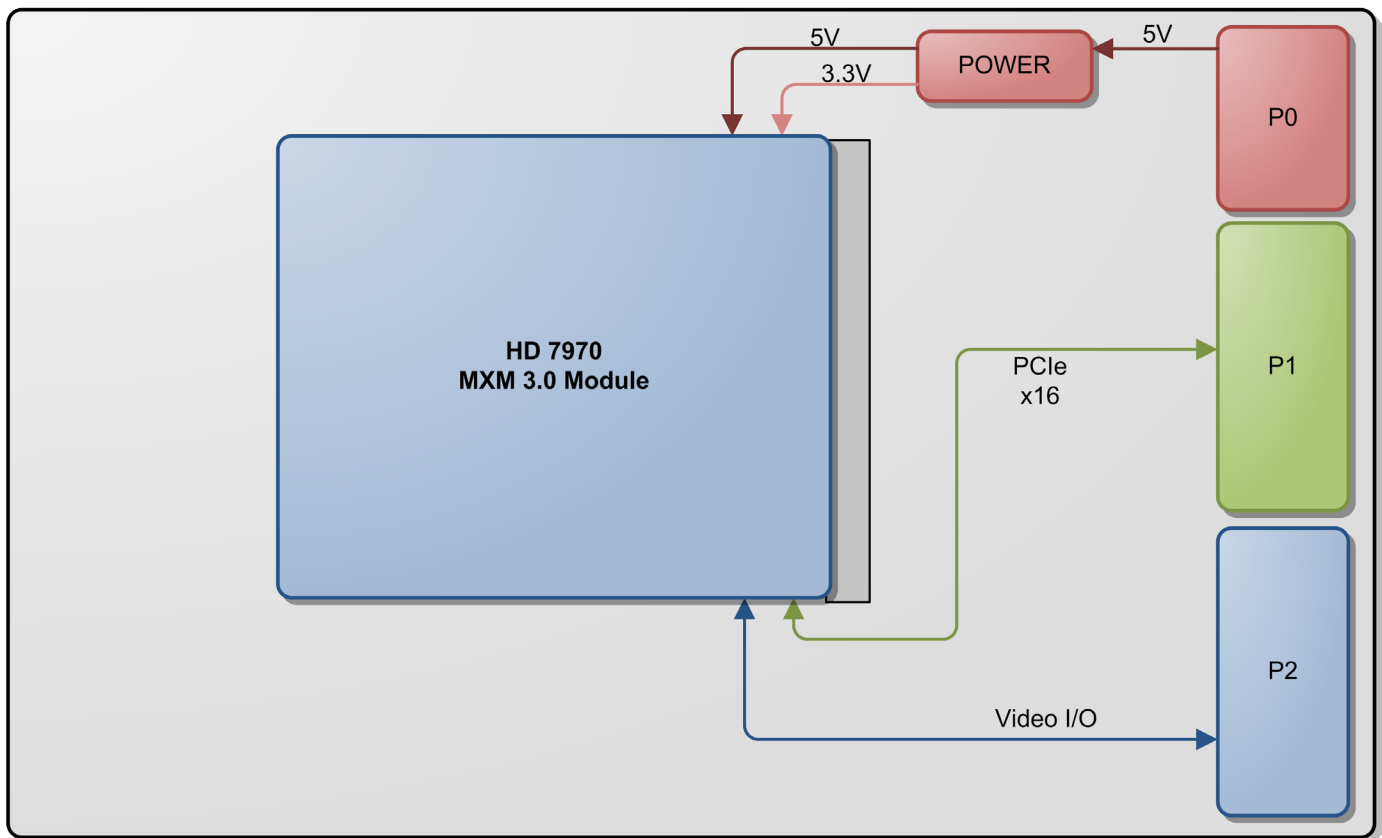 5V
5V
POWER
3.3V
P0
HD 7970
MXM 3.0 Module
PCIe
x16
P1
P2
Video I/O